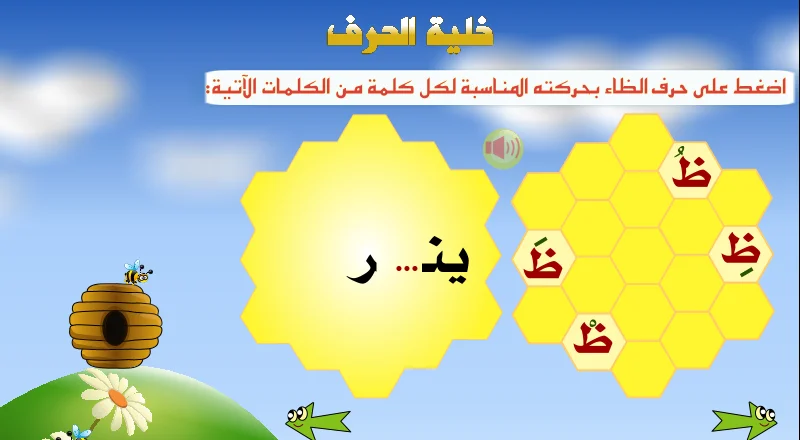 خلية الحرف
اضغط على حرف الظاء بحركته المناسبة لكل كلمة من الكلمات الآتية:
ينـ ... ر
ظُ
ظَ
ظِ
ظْ